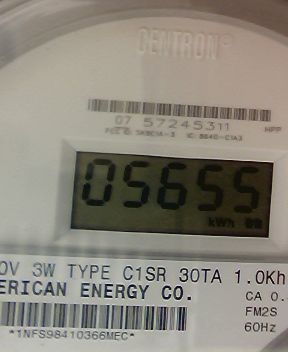 CENTRON®
07 57245311
HPP
05655
kWh
0V 3W TYPE C1SR 30TA 1.0Kh
ERICAN ENERGY CO.
CA 0.
FM2S
60Hz
*1NFS98410366MEC*